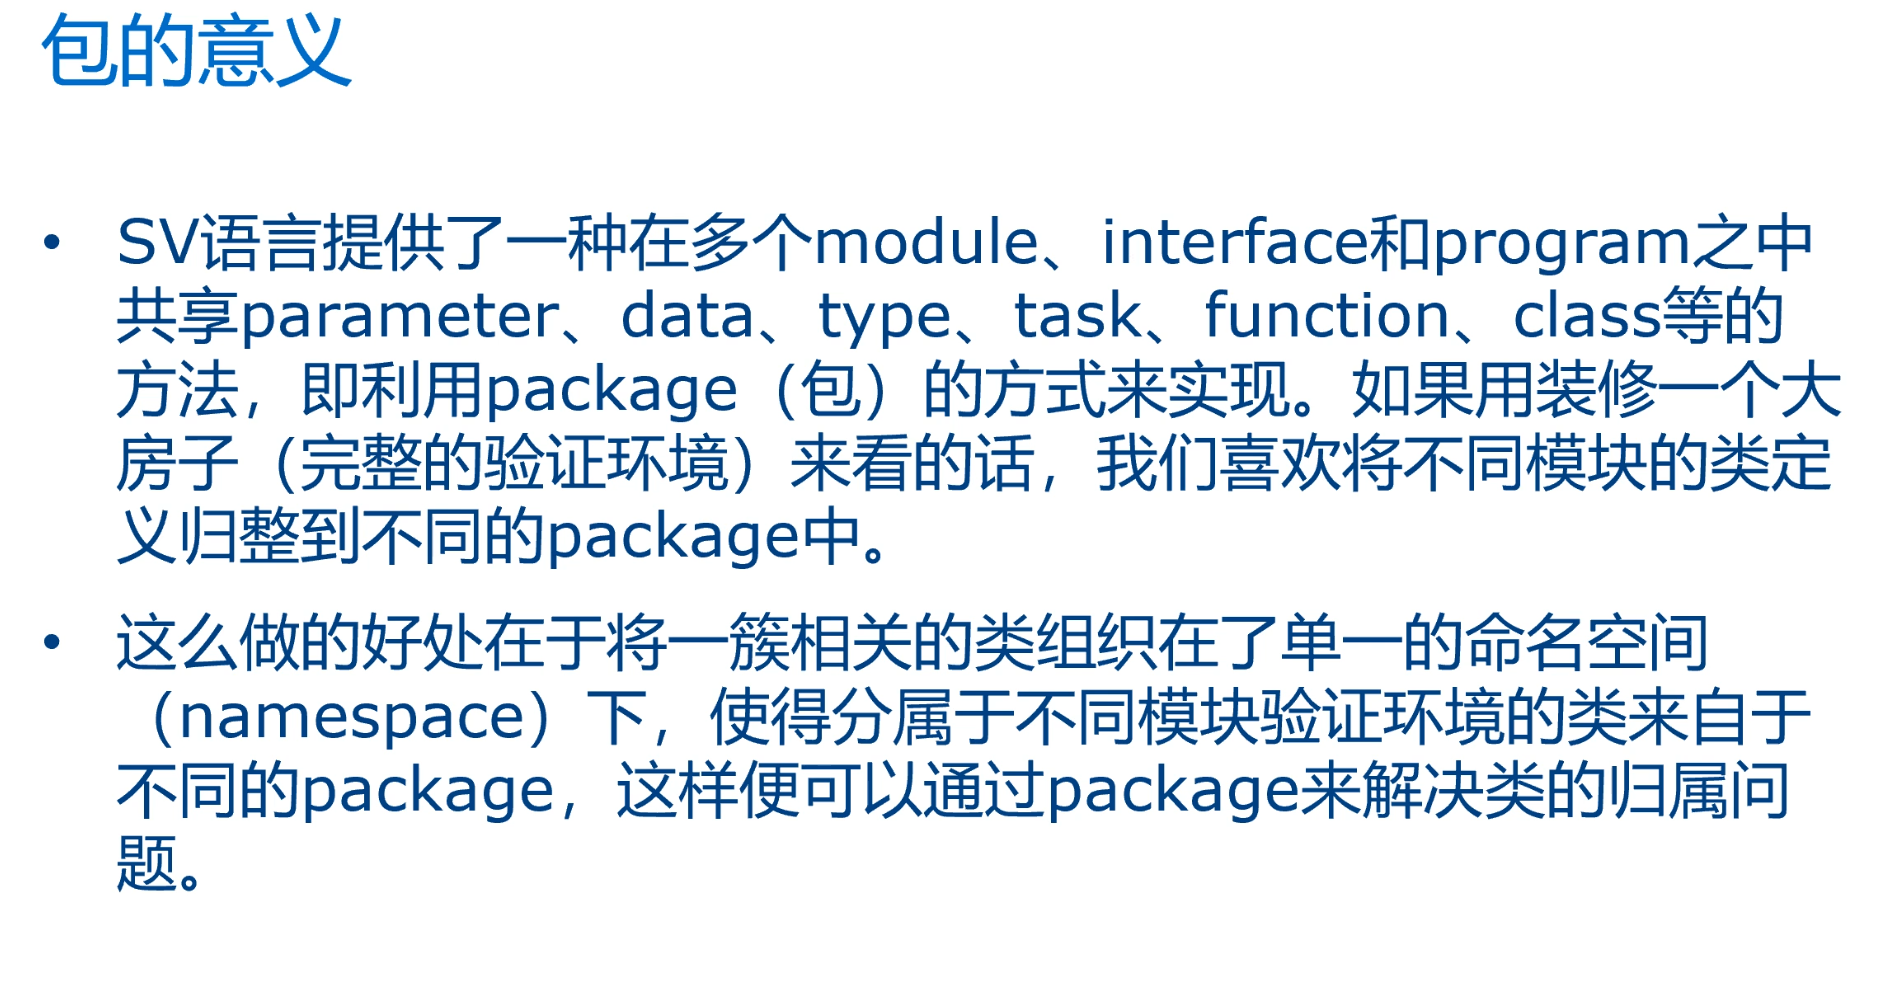 包的意义
• SV语言提供了一种在多个module、interface和program之中
共享parameter、data、type、task、function、class等的
方法，即利用package（包）的方式来实现。如果用装修一个大
房子（完整的验证环境）来看的话，我们喜欢将不同模块的类定
义归整到不同的package中。
• 这么做的好处在于将一簇相关的类组织在了单一的命名空间
（namespace）下，使得分属于不同模块验证环境的类来自于
不同的package，这样便可以通过package来解决类的归属问
题。